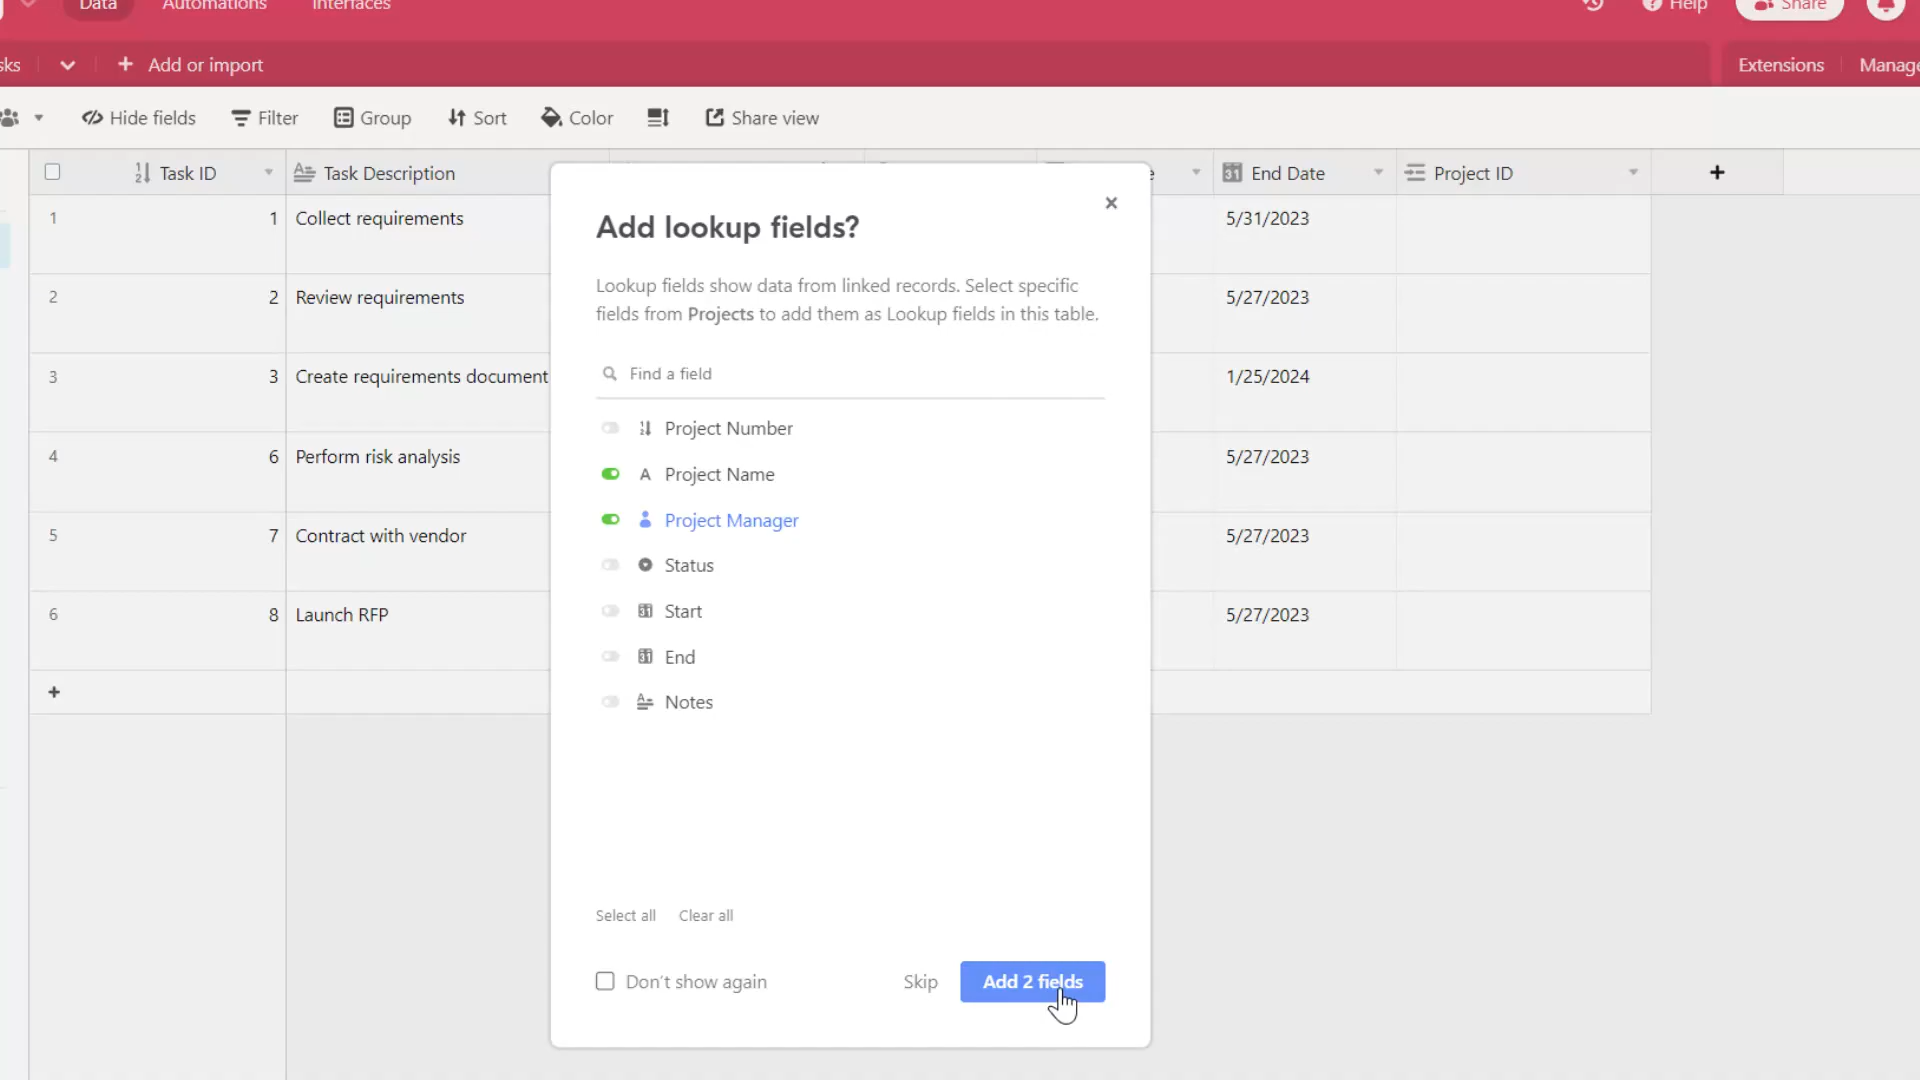 Data Automations Interfaces Help Share
sks Add or import Extensions Manage
Hide fields Filter Group Sort Color Share view
Task ID Task Description e End Date Project ID
1 1 Collect requirements 5/31/2023
2 2 Review requirements 5/27/2023
3 3 Create requirements document 1/25/2024
4 6 Perform risk analysis 5/27/2023
5 7 Contract with vendor 5/27/2023
6 8 Launch RFP 5/27/2023
Add lookup fields?
Lookup fields show data from linked records. Select specific
fields from Projects to add them as Lookup fields in this table.
Find a field
Project Number
Project Name
Project Manager
Status
Start
End
Notes
Select all Clear all
Don't show again Skip Add 2 fields